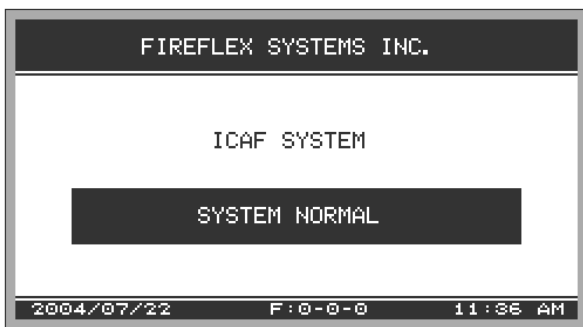 FIREFLEX SYSTEMS INC.
ICAF SYSTEM
SYSTEM NORMAL
2004/07/22 F:0-0-0 11:36 AM